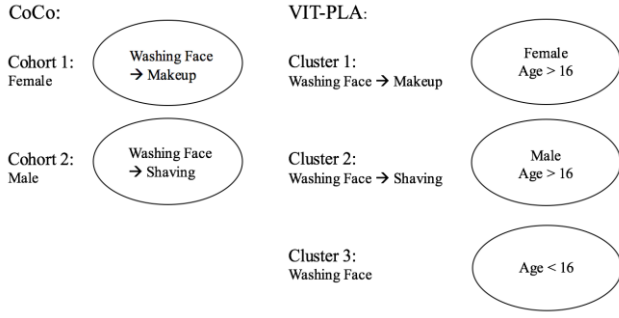 CoCo:
Cohort 1:
Female
Washing Face
→ Makeup
Cohort 2:
Male
Washing Face
→ Shaving
VIT-PLA:
Cluster 1:
Washing Face → Makeup
Female
Age > 16
Cluster 2:
Washing Face → Shaving
Male
Age > 16
Cluster 3:
Washing Face
Age < 16